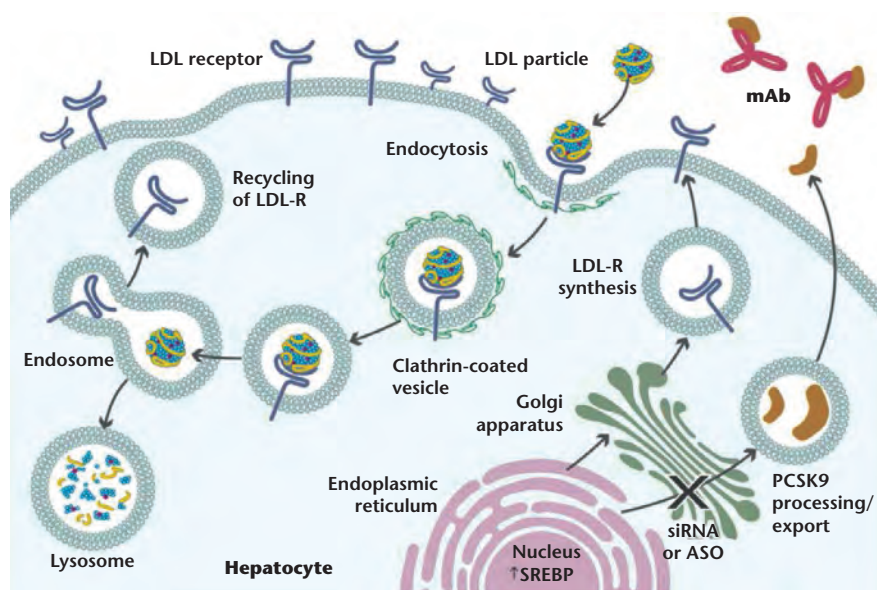 LDL receptor
LDL particle
mAb
Endocytosis
Recycling
of LDL-R
LDL-R
synthesis
Endosome
Clathrin-coated
vesicle
Golgi
apparatus
Endoplasmic
reticulum
PCSK9
processing/
export
siRNA
or ASO
Lysosome
Hepatocyte
Nucleus
↑SREBP